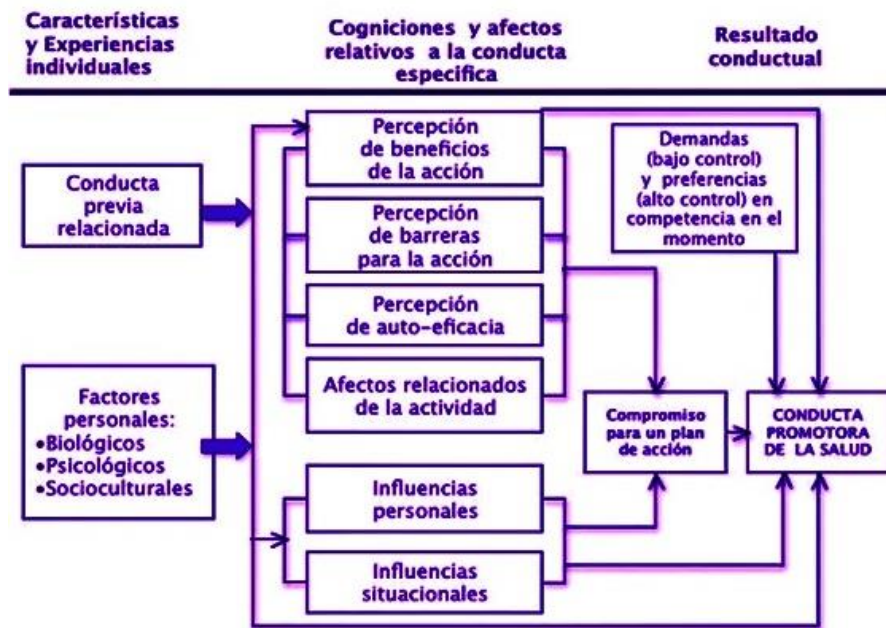 Características
y Experiencias
individuales
Cogniciones y afectos
relativos a la conducta
especifica
Resultado
conductual
Conducta
previa
relacionada
Factores
personales:
•Biológicos
•Psicológicos
•Socioculturales
Percepción
de beneficios
de la acción
Percepción
de barreras
para la acción
Percepción
de auto-eficacia
Afectos relacionados
de la actividad
Influencias
personales
Influencias
situacionales
Demandas
(bajo control)
y preferencias
(alto control) en
competencia en el
momento
Compromiso
para un plan
de acción
CONDUCTA
PROMOTORA
DE LA SALUD